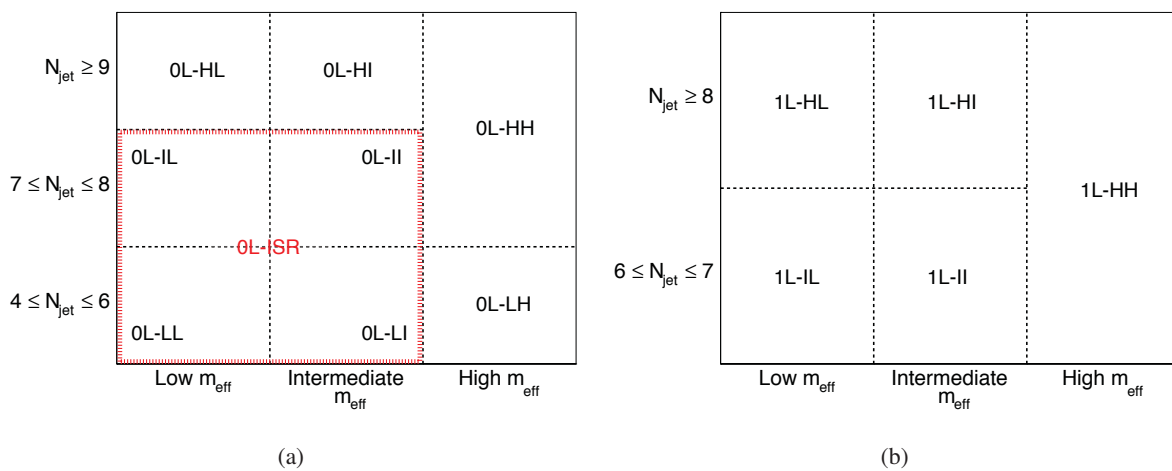 N_jet ≥ 9
0L-HL
0L-HI
0L-HH
7 ≤ N_jet ≤ 8
0L-IL
0L-II
0L-ISR
4 ≤ N_jet ≤ 6
0L-LL
0L-LI
0L-LH
Low m_eff
Intermediate
m_eff
High m_eff
(a)
N_jet ≥ 8
1L-HL
1L-HI
1L-HH
6 ≤ N_jet ≤ 7
1L-IL
1L-II
Low m_eff
Intermediate
m_eff
High m_eff
(b)